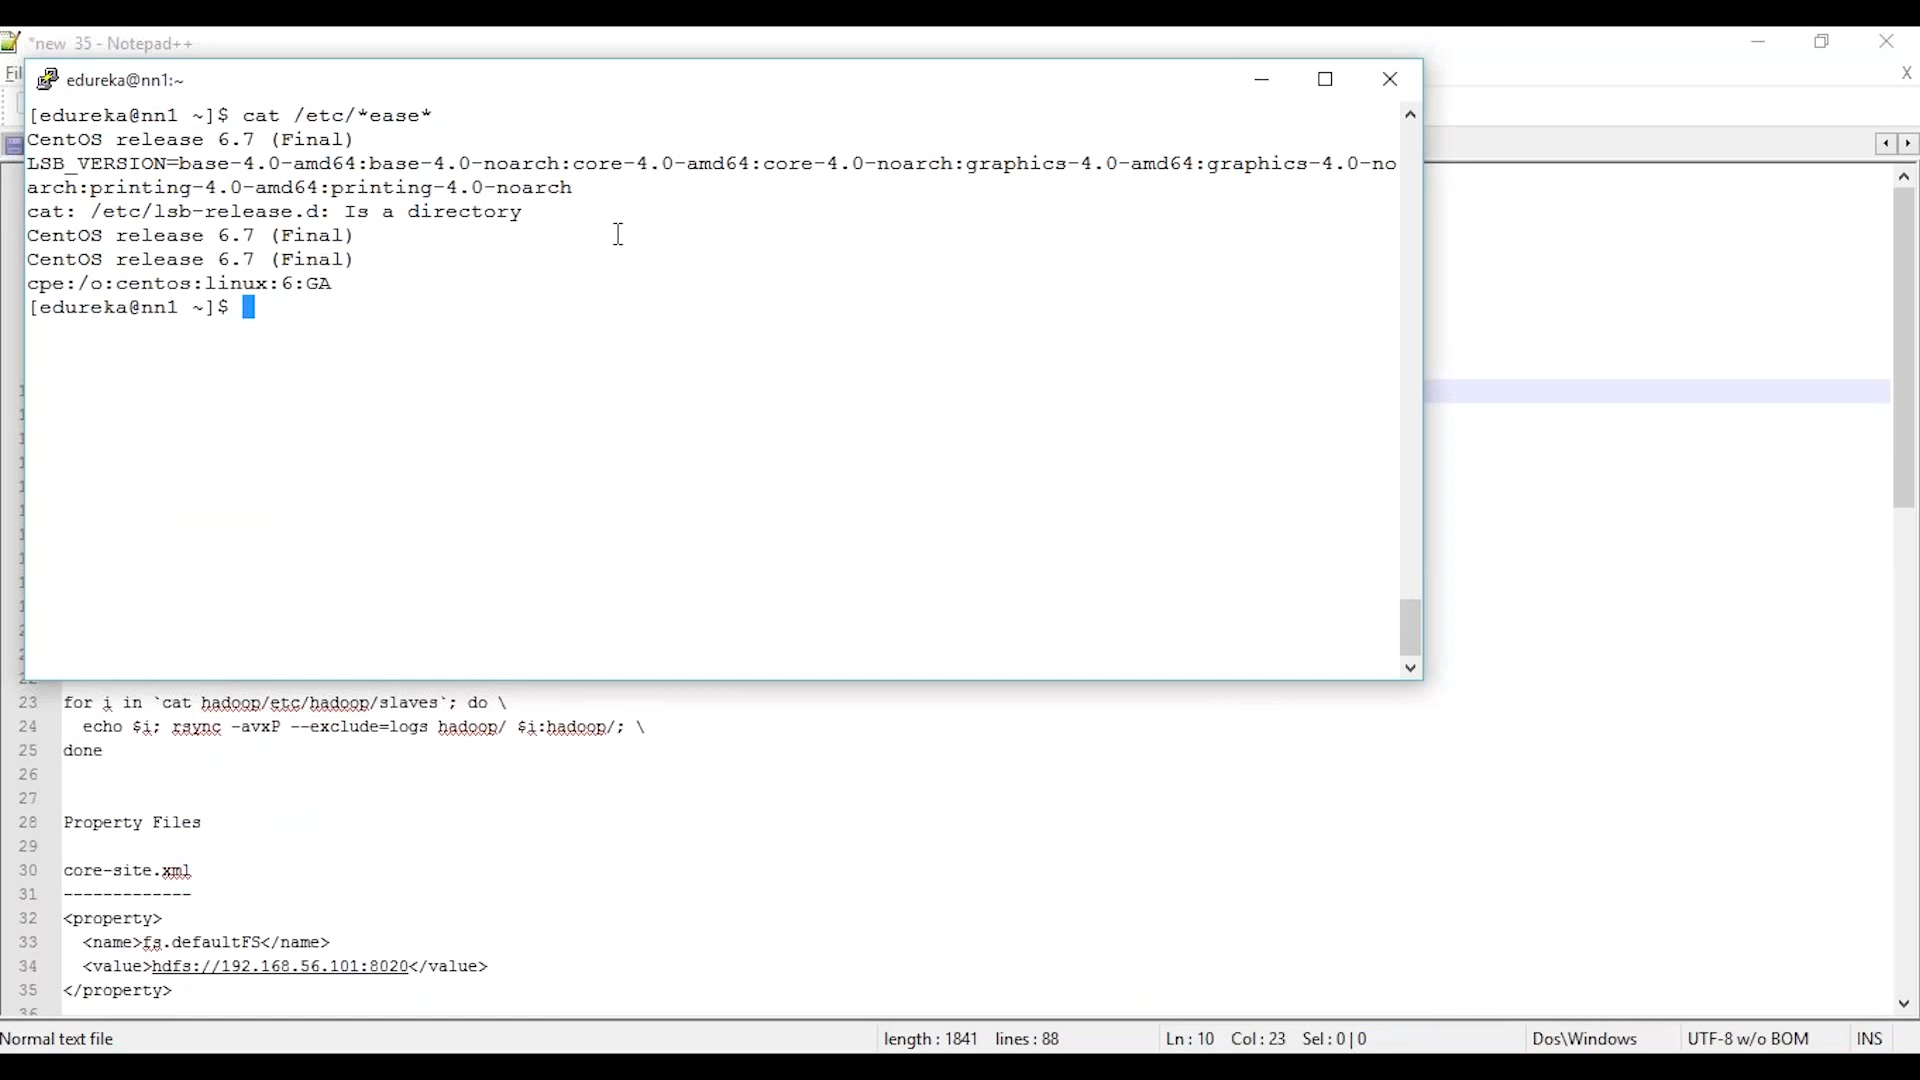 *new 35 - Notepad++
Fil
X
edureka@nn1:~
[edureka@nn1 ~]$ cat /etc/*ease*
CentOS release 6.7 (Final)
LSB_VERSION=base-4.0-amd64:base-4.0-noarch:core-4.0-amd64:core-4.0-noarch:graphics-4.0-amd64:graphics-4.0-no
arch:printing-4.0-amd64:printing-4.0-noarch
cat: /etc/lsb-release.d: Is a directory
CentOS release 6.7 (Final)
CentOS release 6.7 (Final)
cpe:/o:centos:linux:6:GA
[edureka@nn1 ~]$
23 for i in `cat hadoop/etc/hadoop/slaves`; do \
24 echo $i; rsync -avxP --exclude=logs hadoop/ $i:hadoop/; \
25 done
26
27
28 Property Files
29
30 core-site.xml
31 -------------
32 <property>
33 <name>fs.defaultFS</name>
34 <value>hdfs://192.168.56.101:8020</value>
35 </property>
36
Normal text file length : 1841 lines : 88 Ln : 10 Col : 23 Sel : 0 | 0 Dos\Windows UTF-8 w/o BOM INS